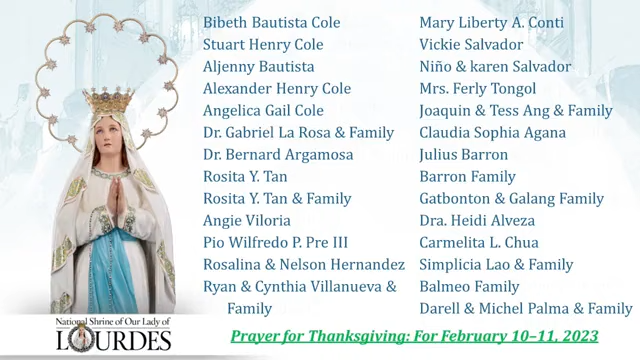 Bibeth Bautista Cole
Stuart Henry Cole
Aljenny Bautista
Alexander Henry Cole
Angelica Gail Cole
Dr. Gabriel La Rosa & Family
Dr. Bernard Argamosa
Rosita Y. Tan
Rosita Y. Tan & Family
Angie Viloria
Pio Wilfredo P. Pre III
Rosalina & Nelson Hernandez
Ryan & Cynthia Villanueva &
Family
Mary Liberty A. Conti
Vickie Salvador
Niño & karen Salvador
Mrs. Ferly Tongol
Joaquin & Tess Ang & Family
Claudia Sophia Agana
Julius Barron
Barron Family
Gatbonton & Galang Family
Dra. Heidi Alveza
Carmelita L. Chua
Simplicia Lao & Family
Balmeo Family
Darell & Michel Palma & Family
National Shrine of Our Lady of
LOURDES
Prayer for Thanksgiving: For February 10–11, 2023